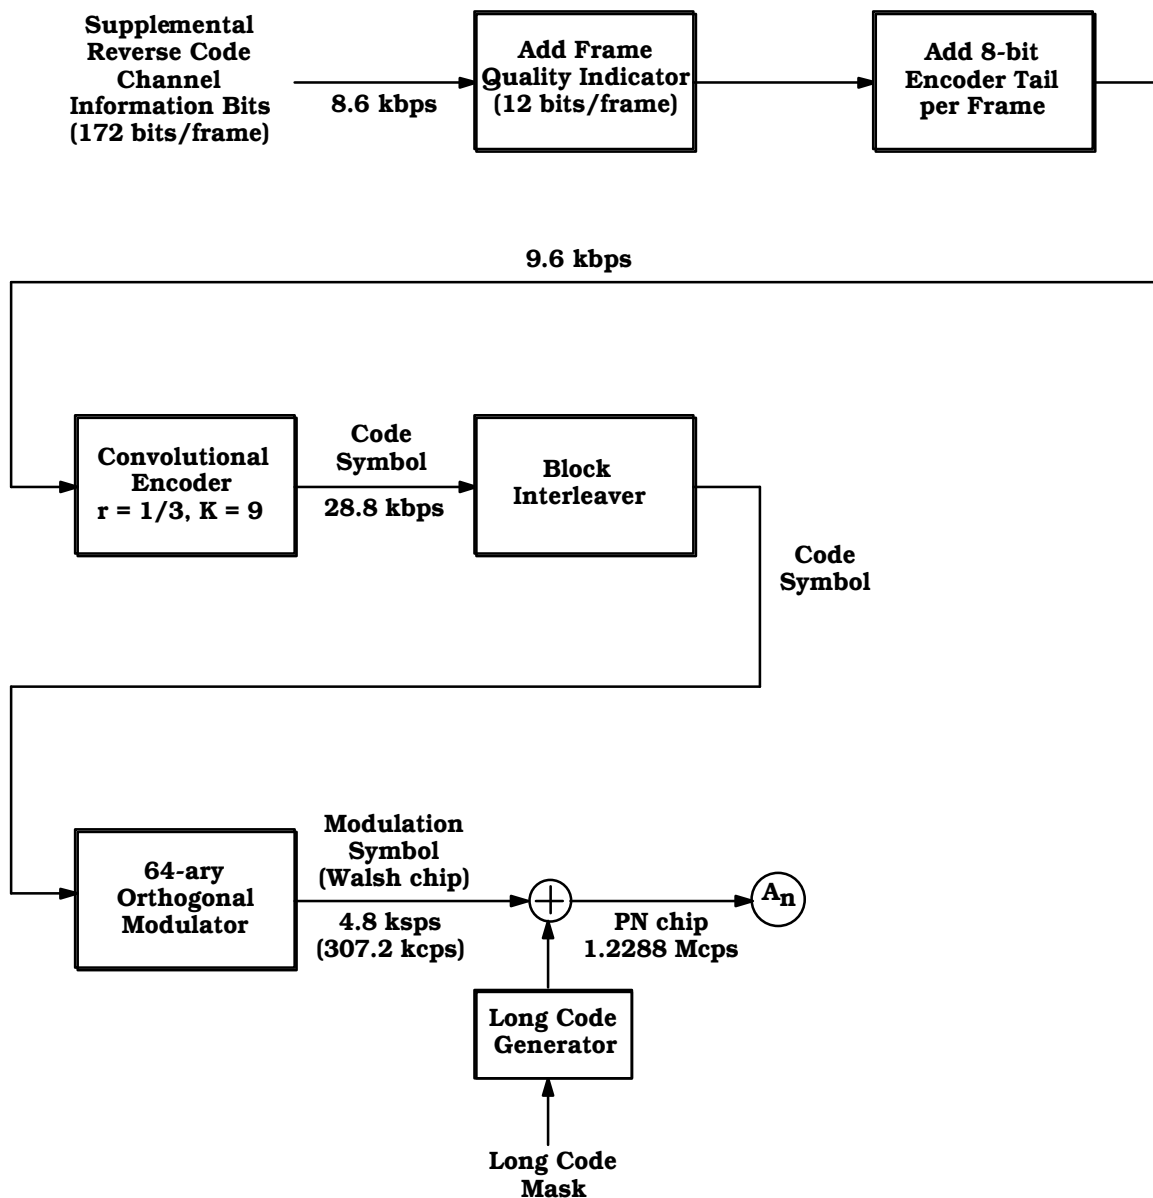 Supplemental
Reverse Code
Channel
Information Bits
(172 bits/frame)
8.6 kbps
Add Frame
Quality Indicator
(12 bits/frame)
Add 8-bit
Encoder Tail
per Frame
9.6 kbps
Convolutional
Encoder
r = 1/3, K = 9
Code
Symbol
28.8 kbps
Block
Interleaver
Code
Symbol
64-ary
Orthogonal
Modulator
Modulation
Symbol
(Walsh chip)
4.8 ksps
(307.2 kcps)
PN chip
1.2288 Mcps
An
Long Code
Generator
Long Code
Mask